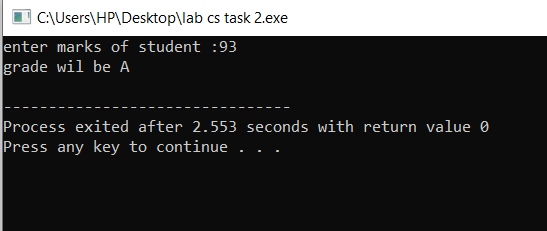 C:\Users\HP\Desktop\lab cs task 2.exe
enter marks of student :93
grade wil be A
--------------------------------
Process exited after 2.553 seconds with return value 0
Press any key to continue . . .